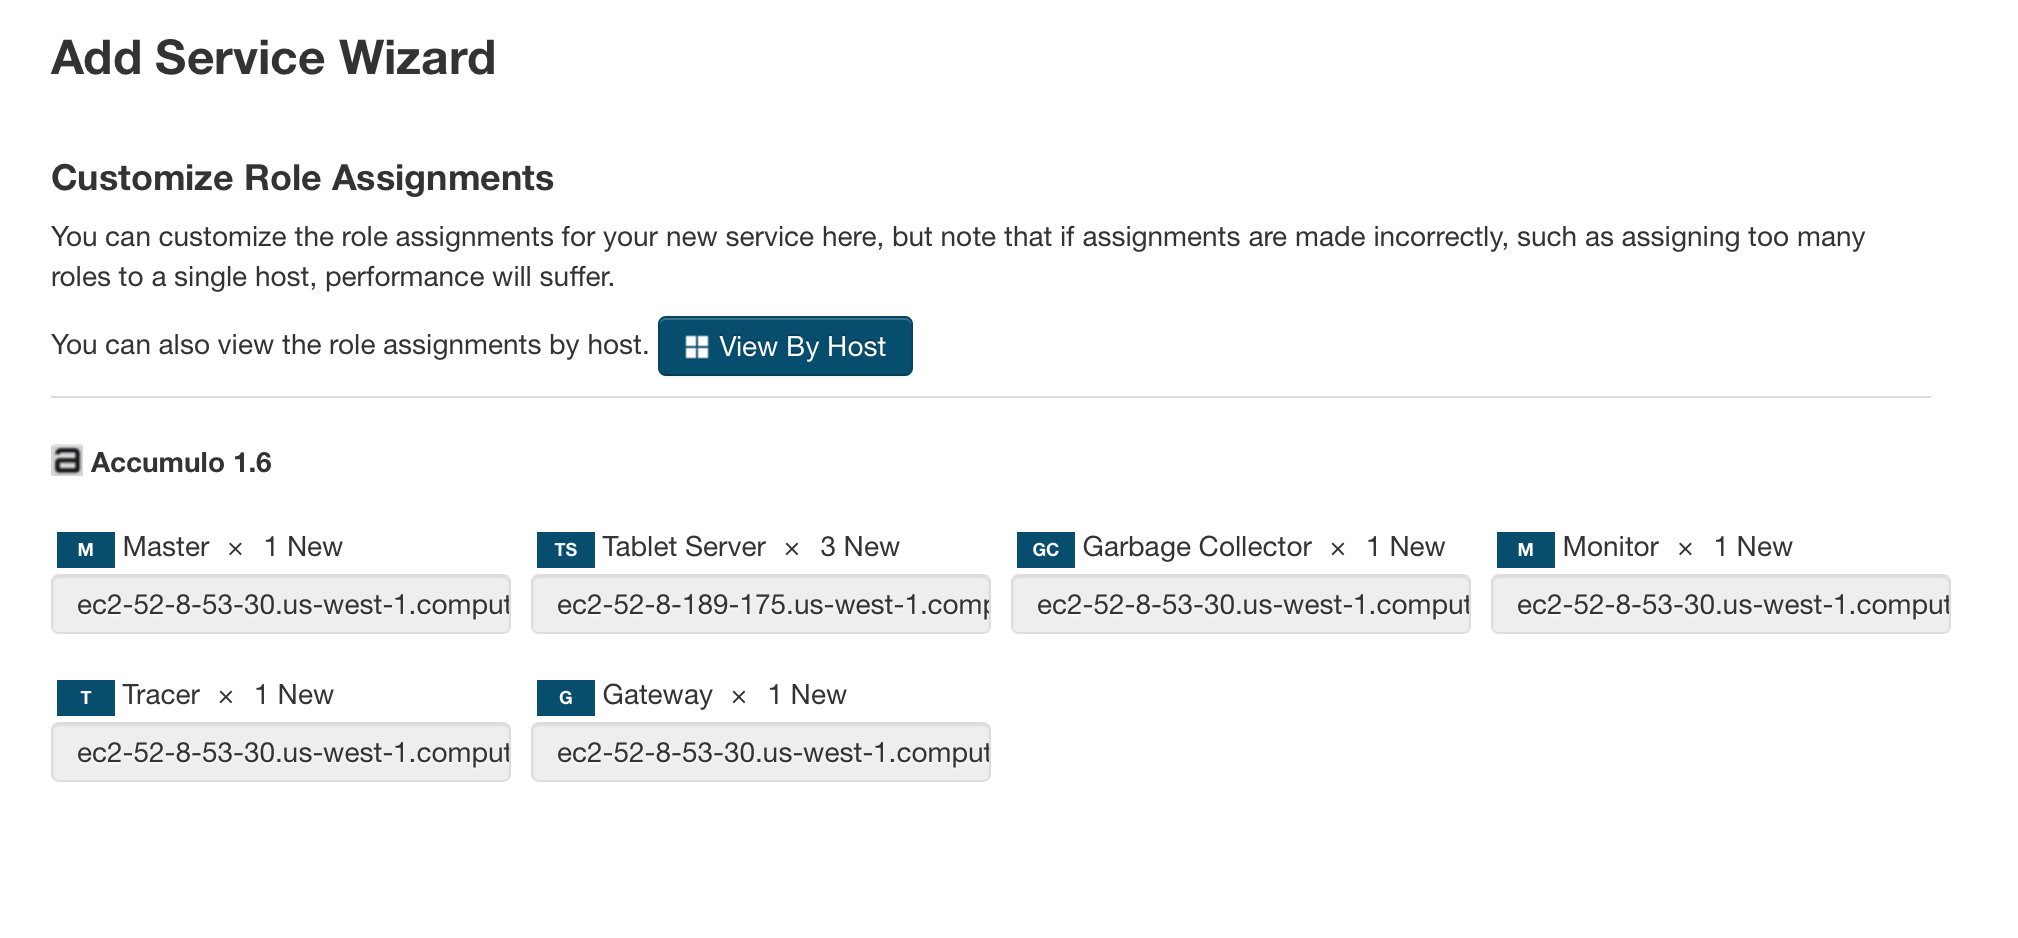 Add Service Wizard
Customize Role Assignments
You can customize the role assignments for your new service here, but note that if assignments are made incorrectly, such as assigning too many
roles to a single host, performance will suffer.
You can also view the role assignments by host. View By Host
a Accumulo 1.6
M Master × 1 New TS Tablet Server × 3 New GC Garbage Collector × 1 New M Monitor × 1 New
ec2-52-8-53-30.us-west-1.comput ec2-52-8-189-175.us-west-1.comp ec2-52-8-53-30.us-west-1.comput ec2-52-8-53-30.us-west-1.comput
T Tracer × 1 New G Gateway × 1 New
ec2-52-8-53-30.us-west-1.comput ec2-52-8-53-30.us-west-1.comput